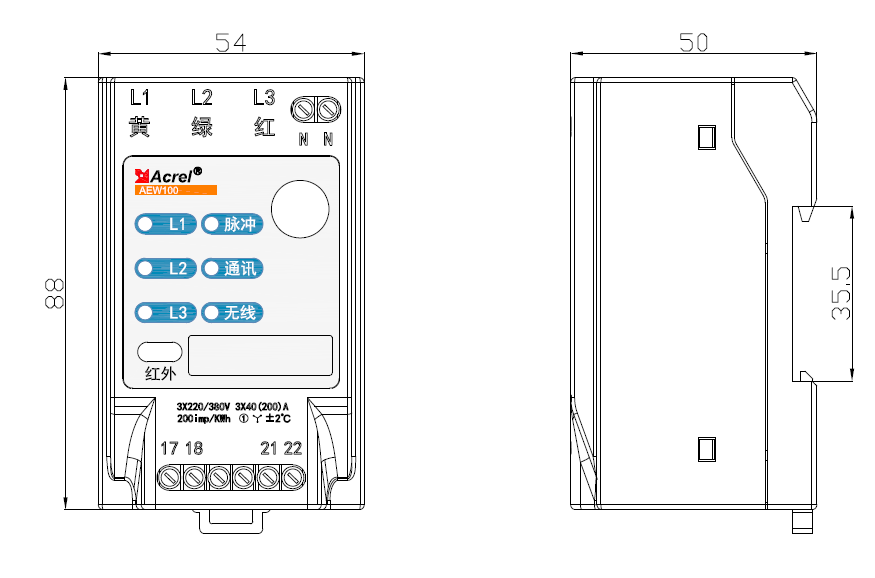 54
50
L1 L2 L3
黄 绿 红
N N
Acrel®
AEW100
L1 脉冲
L2 通讯
L3 无线
红外
88
35.5
3X220/380V 3X40(200)A
200imp/KWh ① ㄚ ±2℃
17 18 21 22